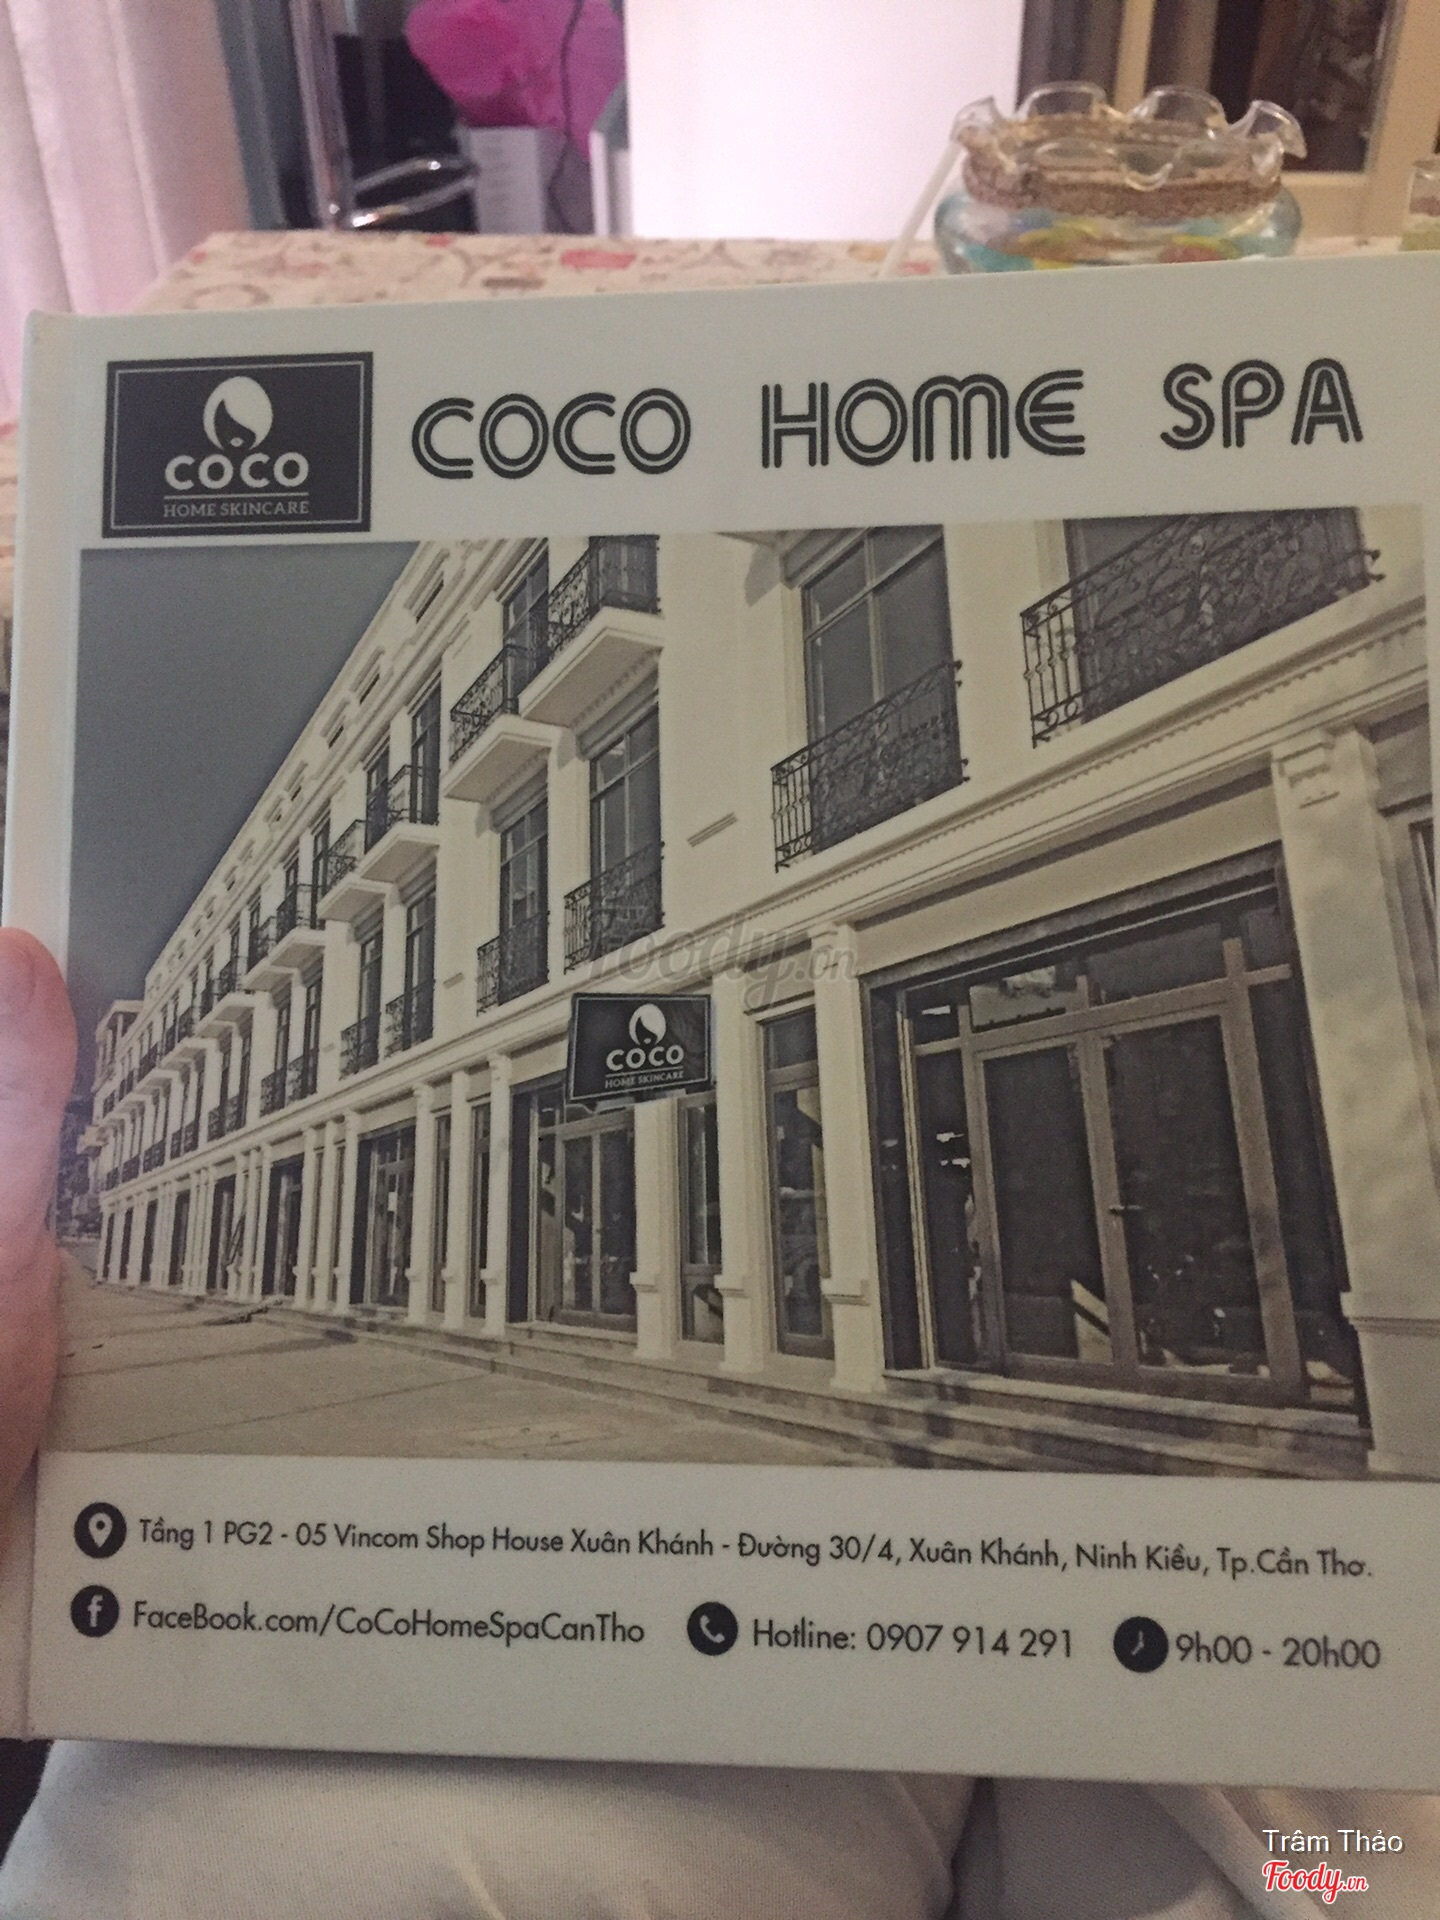 COCO
HOME SKINCARE
COCO HOME SPA
Foody.vn
COCO
HOME SKINCARE
Tầng 1 PG2 - 05 Vincom Shop House Xuân Khánh - Đường 30/4, Xuân Khánh, Ninh Kiều, Tp.Cần Thơ.
FaceBook.com/CoCoHomeSpaCanTho Hotline: 0907 914 291 9h00 - 20h00
Trâm Thảo
Foody.vn